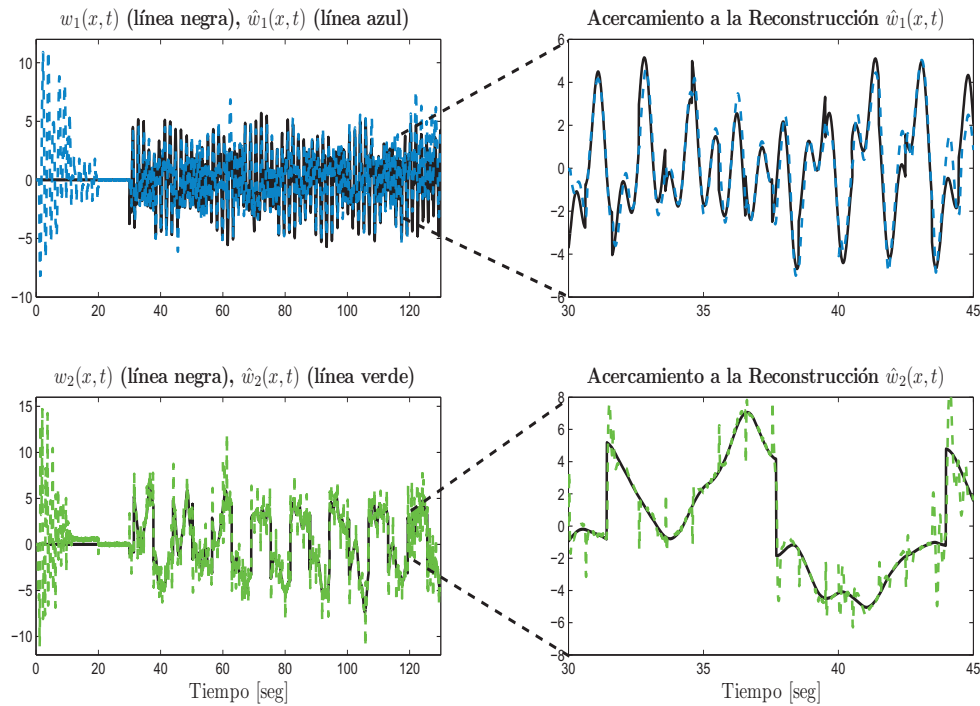 w₁(x,t) (línea negra), ŵ₁(x,t) (línea azul)
10
5
0
−5
−10
0 20 40 60 80 100 120
Acercamiento a la Reconstrucción ŵ₁(x,t)
6
4
2
0
−2
−4
−6
30 35 40 45
w₂(x,t) (línea negra), ŵ₂(x,t) (línea verde)
15
10
5
0
−5
−10
0 20 40 60 80 100 120
Tiempo [seg]
Acercamiento a la Reconstrucción ŵ₂(x,t)
8
6
4
2
0
−2
−4
−6
−8
30 35 40 45
Tiempo [seg]